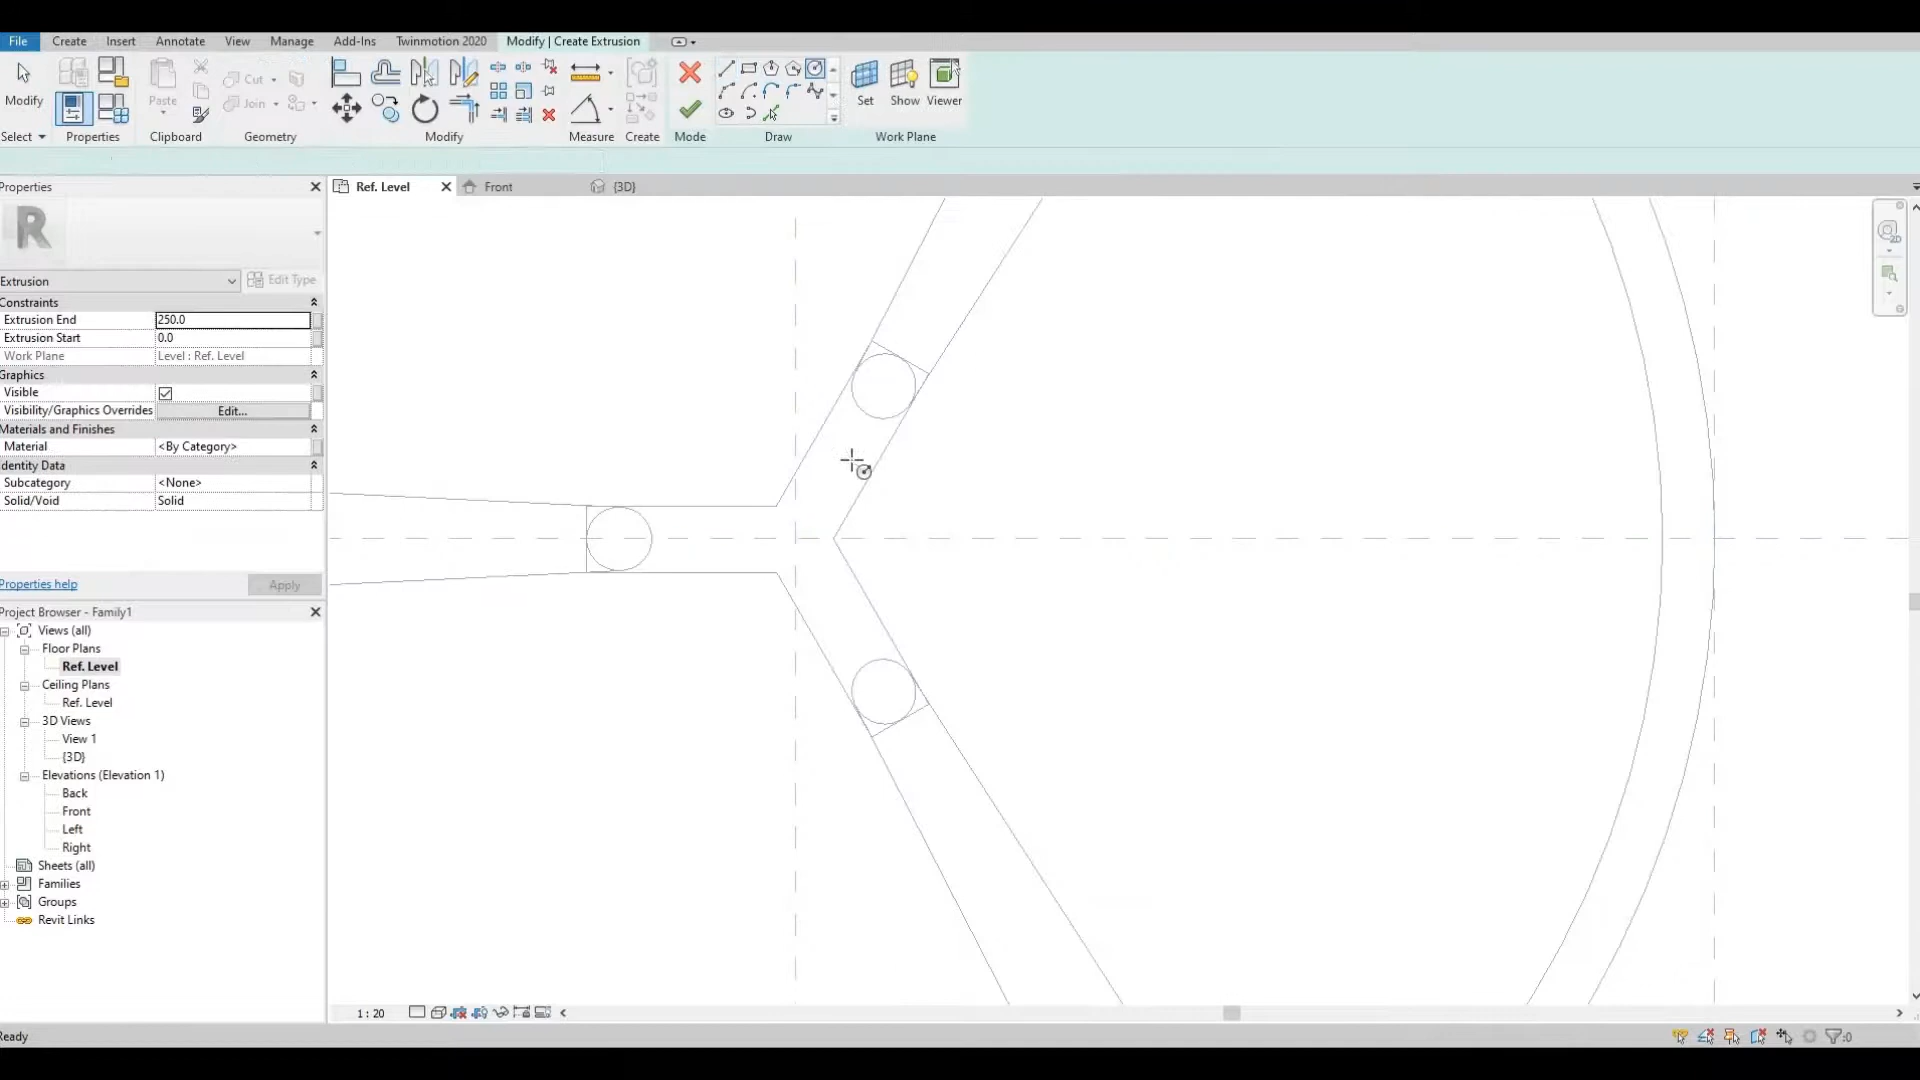 File Create Insert Annotate View Manage Add-Ins Twinmotion 2020 Modify | Create Extrusion
Modify
Paste
Cut
Join
Set Show Viewer
Select Properties Clipboard Geometry Modify Measure Create Mode Draw Work Plane
Properties
Ref. Level Front {3D}
R
Extrusion Edit Type
Constraints
Extrusion End 250.0
Extrusion Start 0.0
Work Plane Level : Ref. Level
Graphics
Visible
Visibility/Graphics Overrides Edit...
Materials and Finishes
Material <By Category>
Identity Data
Subcategory <None>
Solid/Void Solid
Properties help Apply
Project Browser - Family1
Views (all)
Floor Plans
Ref. Level
Ceiling Plans
Ref. Level
3D Views
View 1
{3D}
Elevations (Elevation 1)
Back
Front
Left
Right
Sheets (all)
Families
Groups
Revit Links
1 : 20
Ready
:0